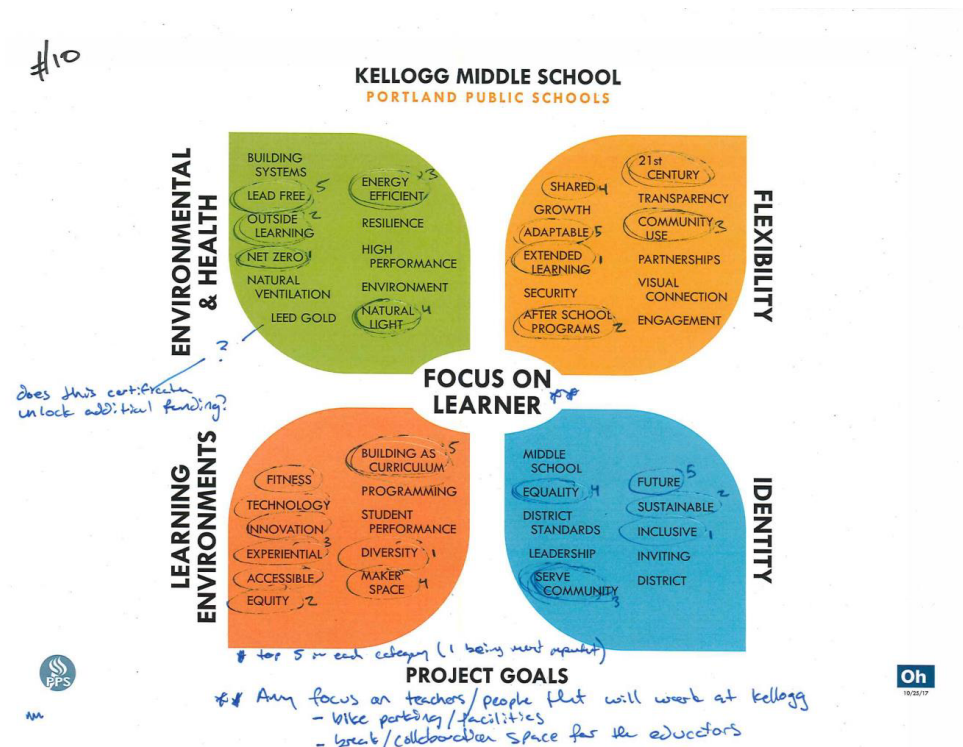 #10
KELLOGG MIDDLE SCHOOL
PORTLAND PUBLIC SCHOOLS
ENVIRONMENTAL
& HEALTH
BUILDING
SYSTEMS
LEAD FREE 5
OUTSIDE 2
LEARNING
NET ZERO 1
NATURAL
VENTILATION
LEED GOLD
ENERGY 3
EFFICIENT
RESILIENCE
HIGH
PERFORMANCE
ENVIRONMENT
NATURAL 4
LIGHT
?
does this certification
unlock additional funding?
FLEXIBILITY
SHARED 4
GROWTH
ADAPTABLE 5
EXTENDED 1
LEARNING
SECURITY
AFTER SCHOOL
PROGRAMS 2
21st
CENTURY
TRANSPARENCY
COMMUNITY
USE 3
PARTNERSHIPS
VISUAL
CONNECTION
ENGAGEMENT
FOCUS ON
LEARNER **
LEARNING
ENVIRONMENTS
FITNESS
TECHNOLOGY
INNOVATION
EXPERIENTIAL 3
ACCESSIBLE
EQUITY 2
BUILDING AS 5
CURRICULUM
PROGRAMMING
STUDENT
PERFORMANCE
DIVERSITY 1
MAKER 4
SPACE
IDENTITY
MIDDLE
SCHOOL
EQUALITY 4
DISTRICT
STANDARDS
LEADERSHIP
SERVE
COMMUNITY 3
FUTURE 5
SUSTAINABLE 2
INCLUSIVE 1
INVITING
DISTRICT
* top 5 in each category (1 being most important)
PROJECT GOALS
** Any focus on teachers/people that will work at kellogg
- bike parking/facilities
- break/collaboration space for the educators
PPS
Oh
10/25/17